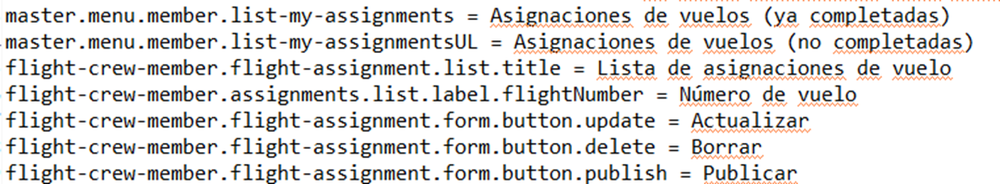 master.menu.member.list-my-assignments = Asignaciones de vuelos (ya completadas)
master.menu.member.list-my-assignmentsUL = Asignaciones de vuelos (no completadas)
flight-crew-member.flight-assignment.list.title = Lista de asignaciones de vuelo
flight-crew-member.assignments.list.label.flightNumber = Número de vuelo
flight-crew-member.flight-assignment.form.button.update = Actualizar
flight-crew-member.flight-assignment.form.button.delete = Borrar
flight-crew-member.flight-assignment.form.button.publish = Publicar